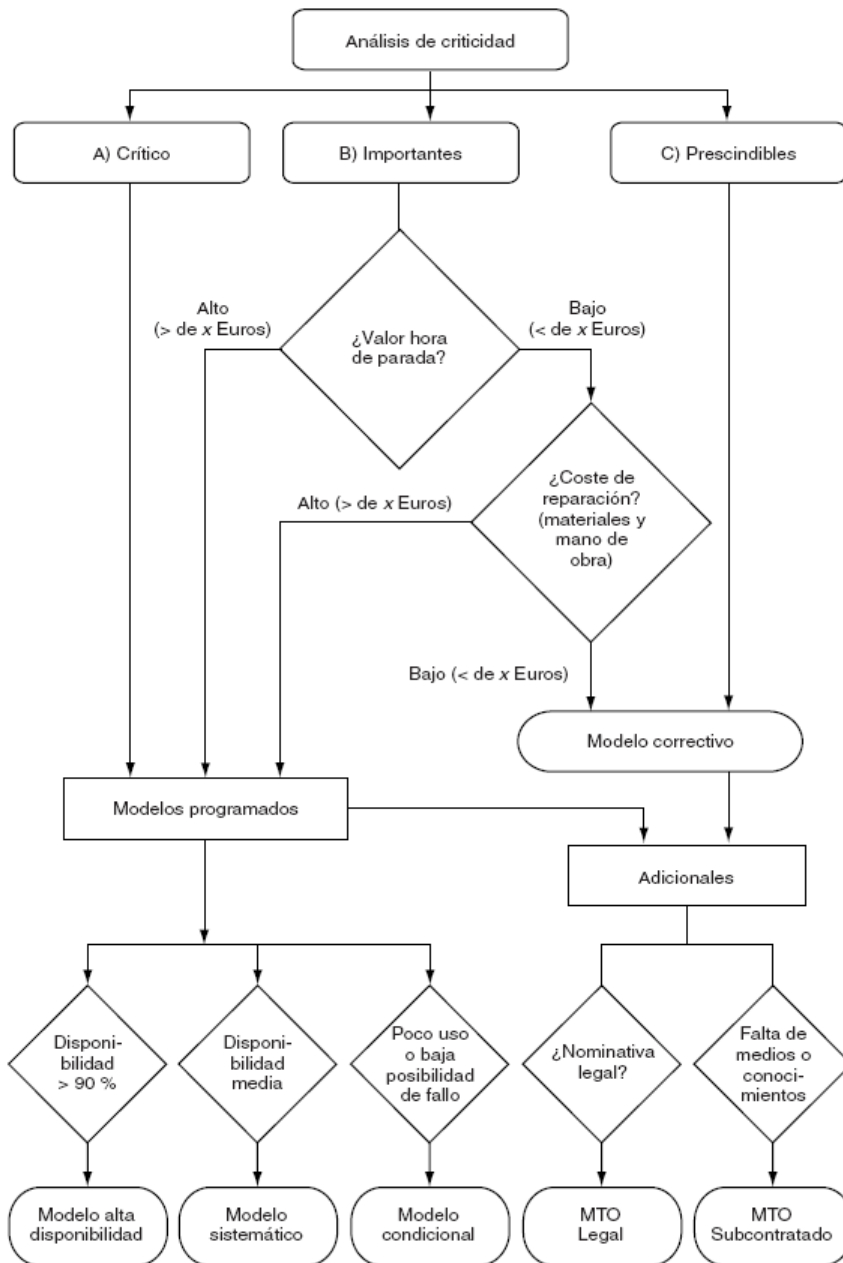 Análisis de criticidad
A) Crítico
B) Importantes
C) Prescindibles
Alto
(> de x Euros)
¿Valor hora
de parada?
Bajo
(< de x Euros)
Alto (> de x Euros)
¿Coste de
reparación?
(materiales y
mano de
obra)
Bajo (< de x Euros)
Modelo correctivo
Modelos programados
Adicionales
Disponi-
bilidad
> 90 %
Disponi-
bilidad
media
Poco uso
o baja
posibilidad
de fallo
¿Nominativa
legal?
Falta de
medios o
conoci-
mientos
Modelo alta
disponibilidad
Modelo
sistemático
Modelo
condicional
MTO
Legal
MTO
Subcontratado